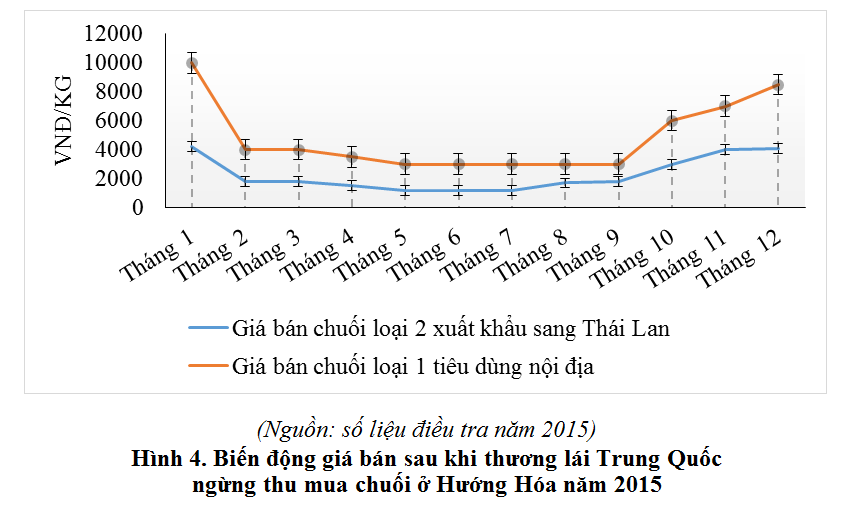 12000
10000
8000
6000
4000
2000
0
VNĐ/KG
Tháng 1
Tháng 2
Tháng 3
Tháng 4
Tháng 5
Tháng 6
Tháng 7
Tháng 8
Tháng 9
Tháng 10
Tháng 11
Tháng 12
Giá bán chuối loại 2 xuất khẩu sang Thái Lan
Giá bán chuối loại 1 tiêu dùng nội địa
(Nguồn: số liệu điều tra năm 2015)
Hình 4. Biến động giá bán sau khi thương lái Trung Quốc
ngừng thu mua chuối ở Hướng Hóa năm 2015